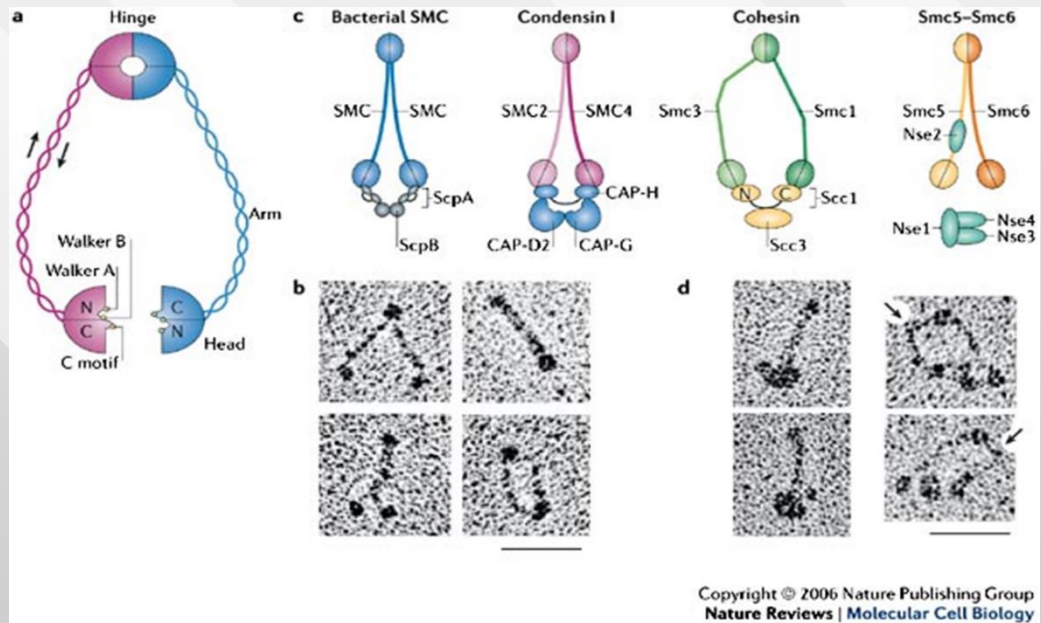 a
Hinge
Arm
Walker B
Walker A
N
C
C
N
C motif
Head
c
Bacterial SMC
SMC
SMC
ScpA
ScpB
Condensin I
SMC2
SMC4
CAP-H
CAP-D2
CAP-G
Cohesin
Smc3
Smc1
N
C
Scc1
Scc3
Smc5–Smc6
Smc5
Smc6
Nse2
Nse1
Nse4
Nse3
b
d
Copyright © 2006 Nature Publishing Group
Nature Reviews | Molecular Cell Biology